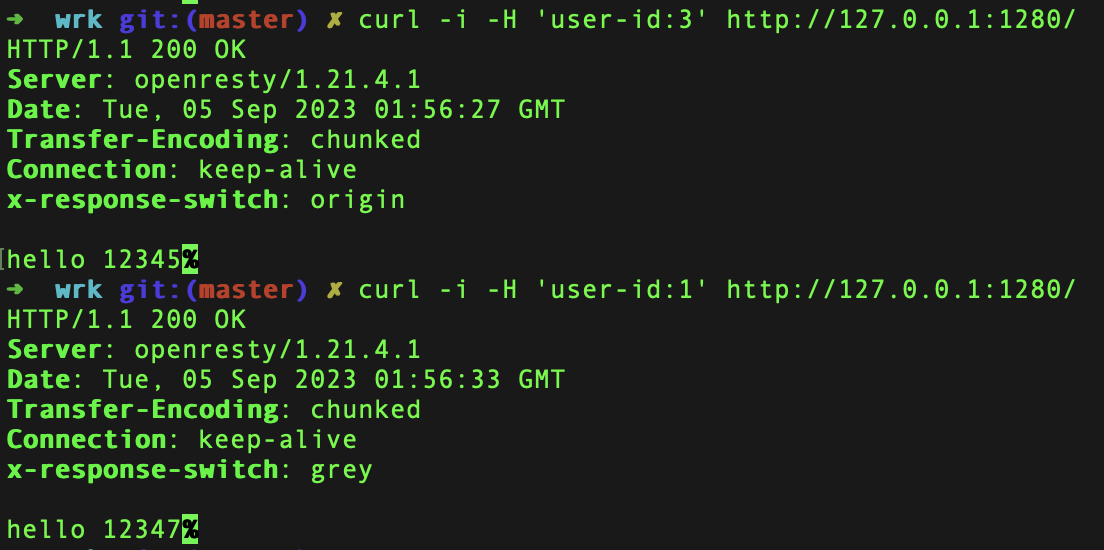 ➜  wrk git:(master) ✗ curl -i -H 'user-id:3' http://127.0.0.1:1280/
HTTP/1.1 200 OK
Server: openresty/1.21.4.1
Date: Tue, 05 Sep 2023 01:56:27 GMT
Transfer-Encoding: chunked
Connection: keep-alive
x-response-switch: origin

hello 12345%
➜  wrk git:(master) ✗ curl -i -H 'user-id:1' http://127.0.0.1:1280/
HTTP/1.1 200 OK
Server: openresty/1.21.4.1
Date: Tue, 05 Sep 2023 01:56:33 GMT
Transfer-Encoding: chunked
Connection: keep-alive
x-response-switch: grey

hello 12347%